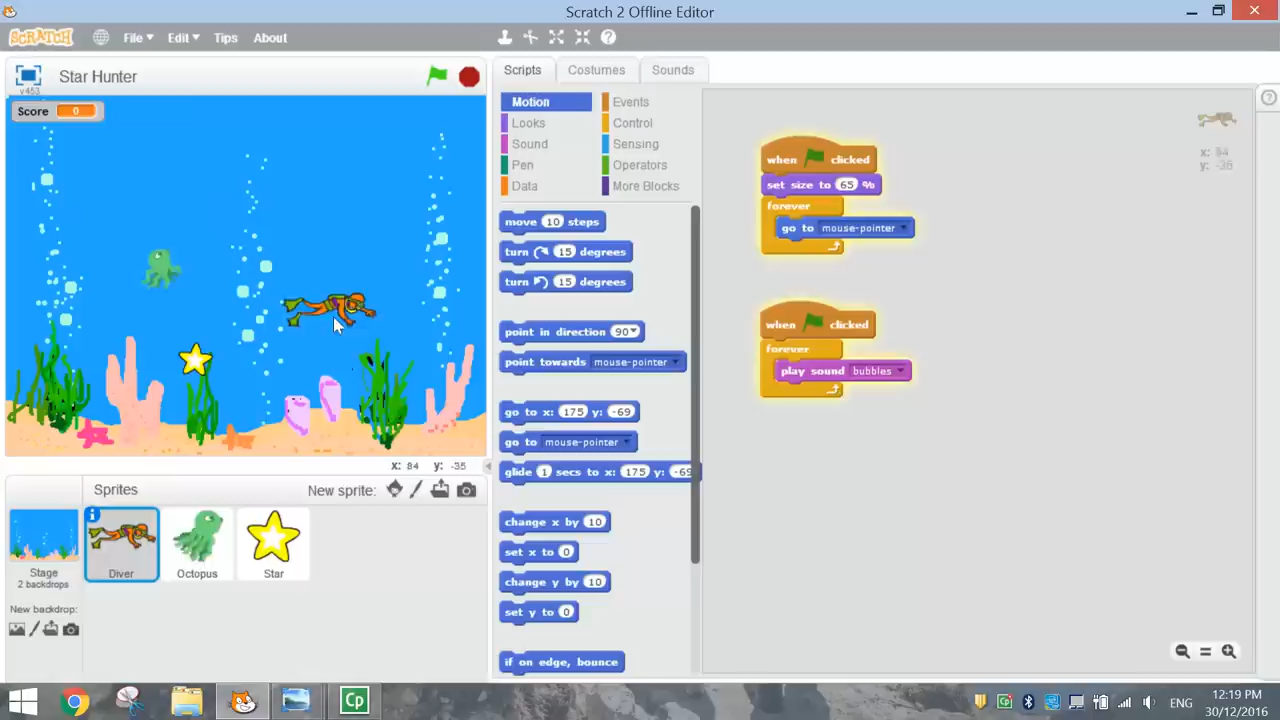 Scratch 2 Offline Editor
SCRATCH File Edit Tips About
v453 Star Hunter
Score 0
Scripts Costumes Sounds
Motion Events
Looks Control
Sound Sensing
Pen Operators
Data More Blocks
move 10 steps
turn 15 degrees
turn 15 degrees
point in direction 90
point towards mouse-pointer
go to x: 175 y: -69
go to mouse-pointer
glide 1 secs to x: 175 y: -69
change x by 10
set x to 0
change y by 10
set y to 0
if on edge, bounce
when clicked
set size to 65 %
forever
go to mouse-pointer
when clicked
forever
play sound bubbles
x: 84
y: -35
x: 84 y: -35
Sprites New sprite:
Stage
2 backdrops
New backdrop:
Diver
Octopus
Star
Cp
Cp
ENG
12:19 PM
30/12/2016